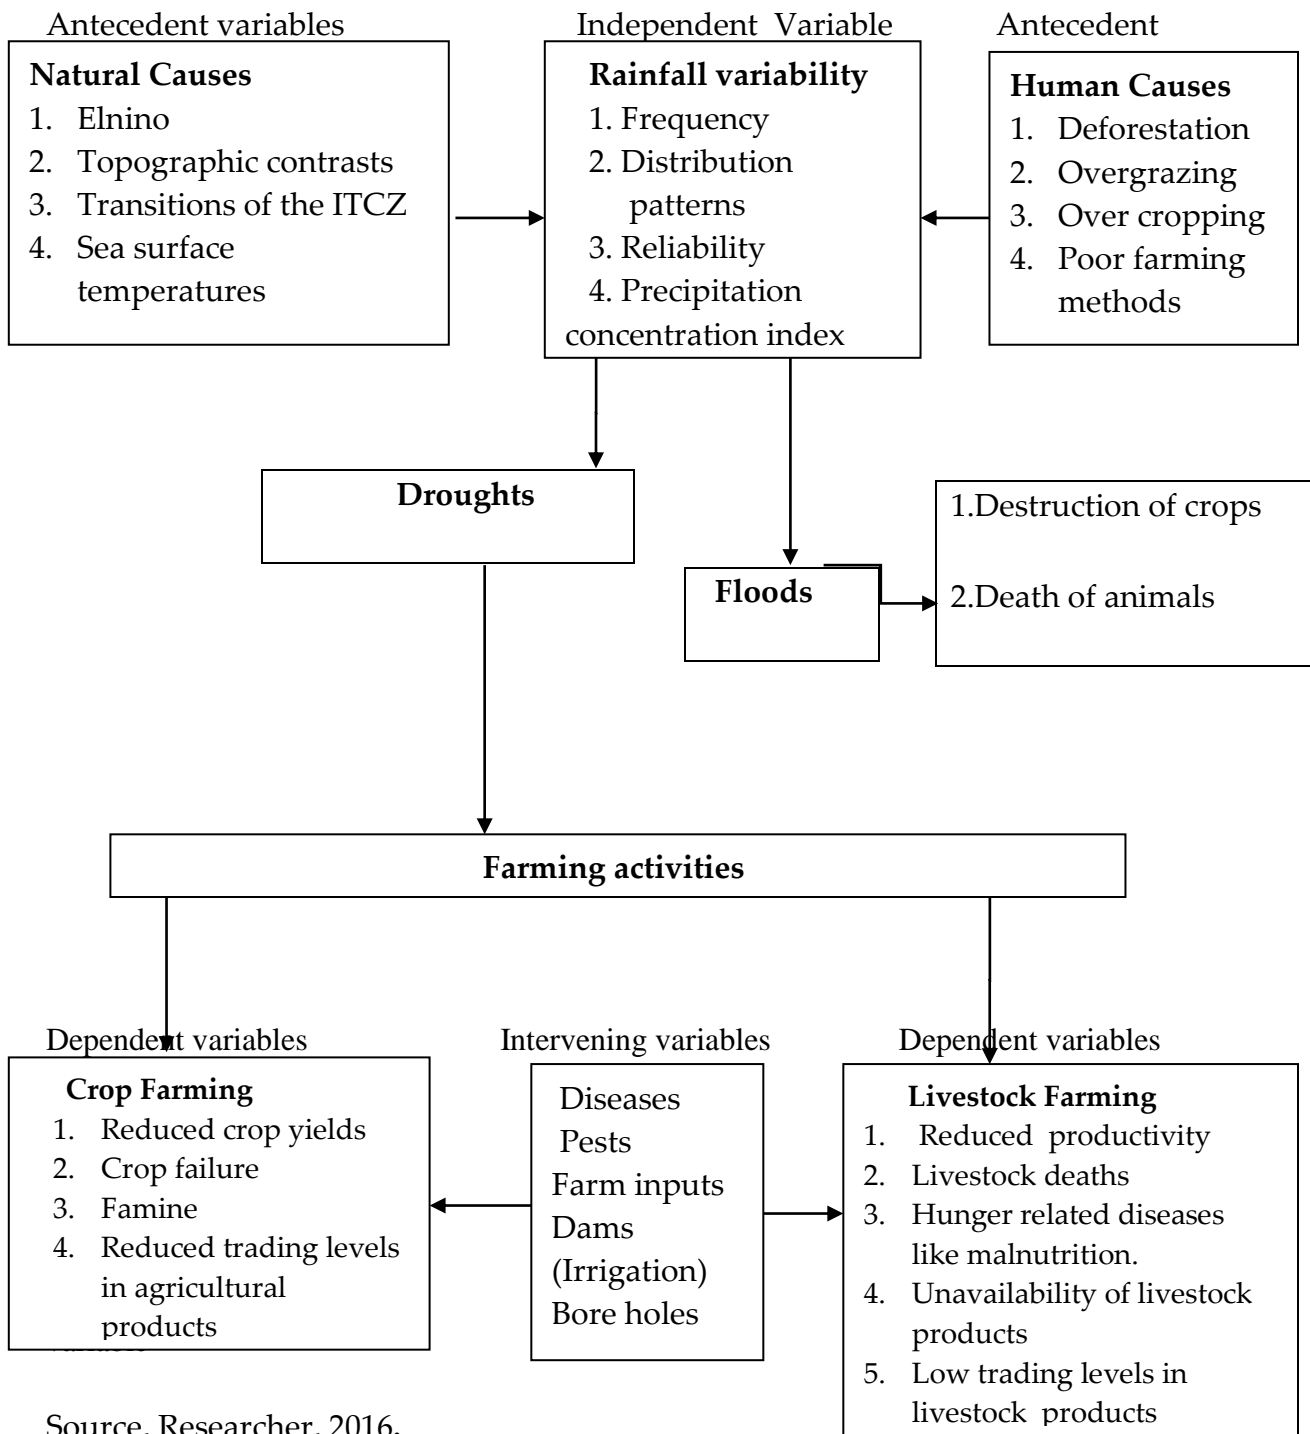 Antecedent variables
Independent  Variable
Antecedent
Natural Causes
1. Elnino
2. Topographic contrasts
3. Transitions of the ITCZ
4. Sea surface
temperatures
Rainfall variability
1. Frequency
2. Distribution
patterns
3. Reliability
4. Precipitation
concentration index
Human Causes
1. Deforestation
2. Overgrazing
3. Over cropping
4. Poor farming
methods
Droughts
Floods
1.Destruction of crops
2.Death of animals
Farming activities
Dependent variables
Intervening variables
Dependent variables
Crop Farming
1. Reduced crop yields
2. Crop failure
3. Famine
4. Reduced trading levels
in agricultural
products
Diseases
Pests
Farm inputs
Dams
(Irrigation)
Bore holes
Livestock Farming
1. Reduced  productivity
2. Livestock deaths
3. Hunger related diseases
like malnutrition.
4. Unavailability of livestock
products
5. Low trading levels in
livestock  products
Source. Researcher. 2016.